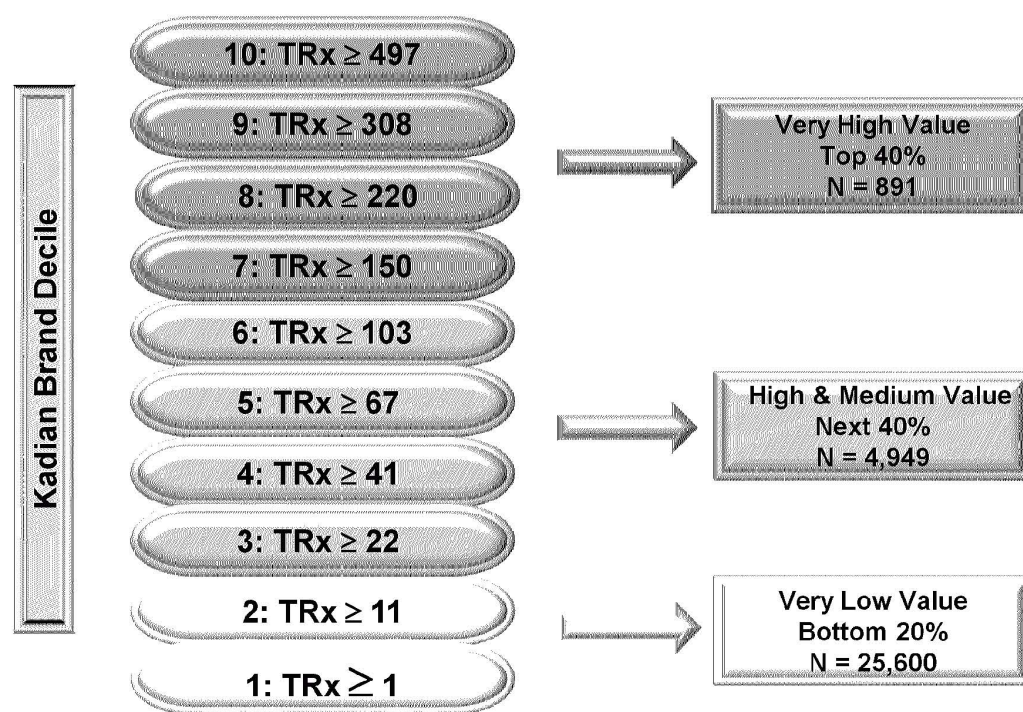 Kadian Brand Decile
10: TRx ≥ 497
9: TRx ≥ 308
8: TRx ≥ 220
7: TRx ≥ 150
6: TRx ≥ 103
5: TRx ≥ 67
4: TRx ≥ 41
3: TRx ≥ 22
2: TRx ≥ 11
1: TRx ≥ 1
Very High Value
Top 40%
N = 891
High & Medium Value
Next 40%
N = 4,949
Very Low Value
Bottom 20%
N = 25,600